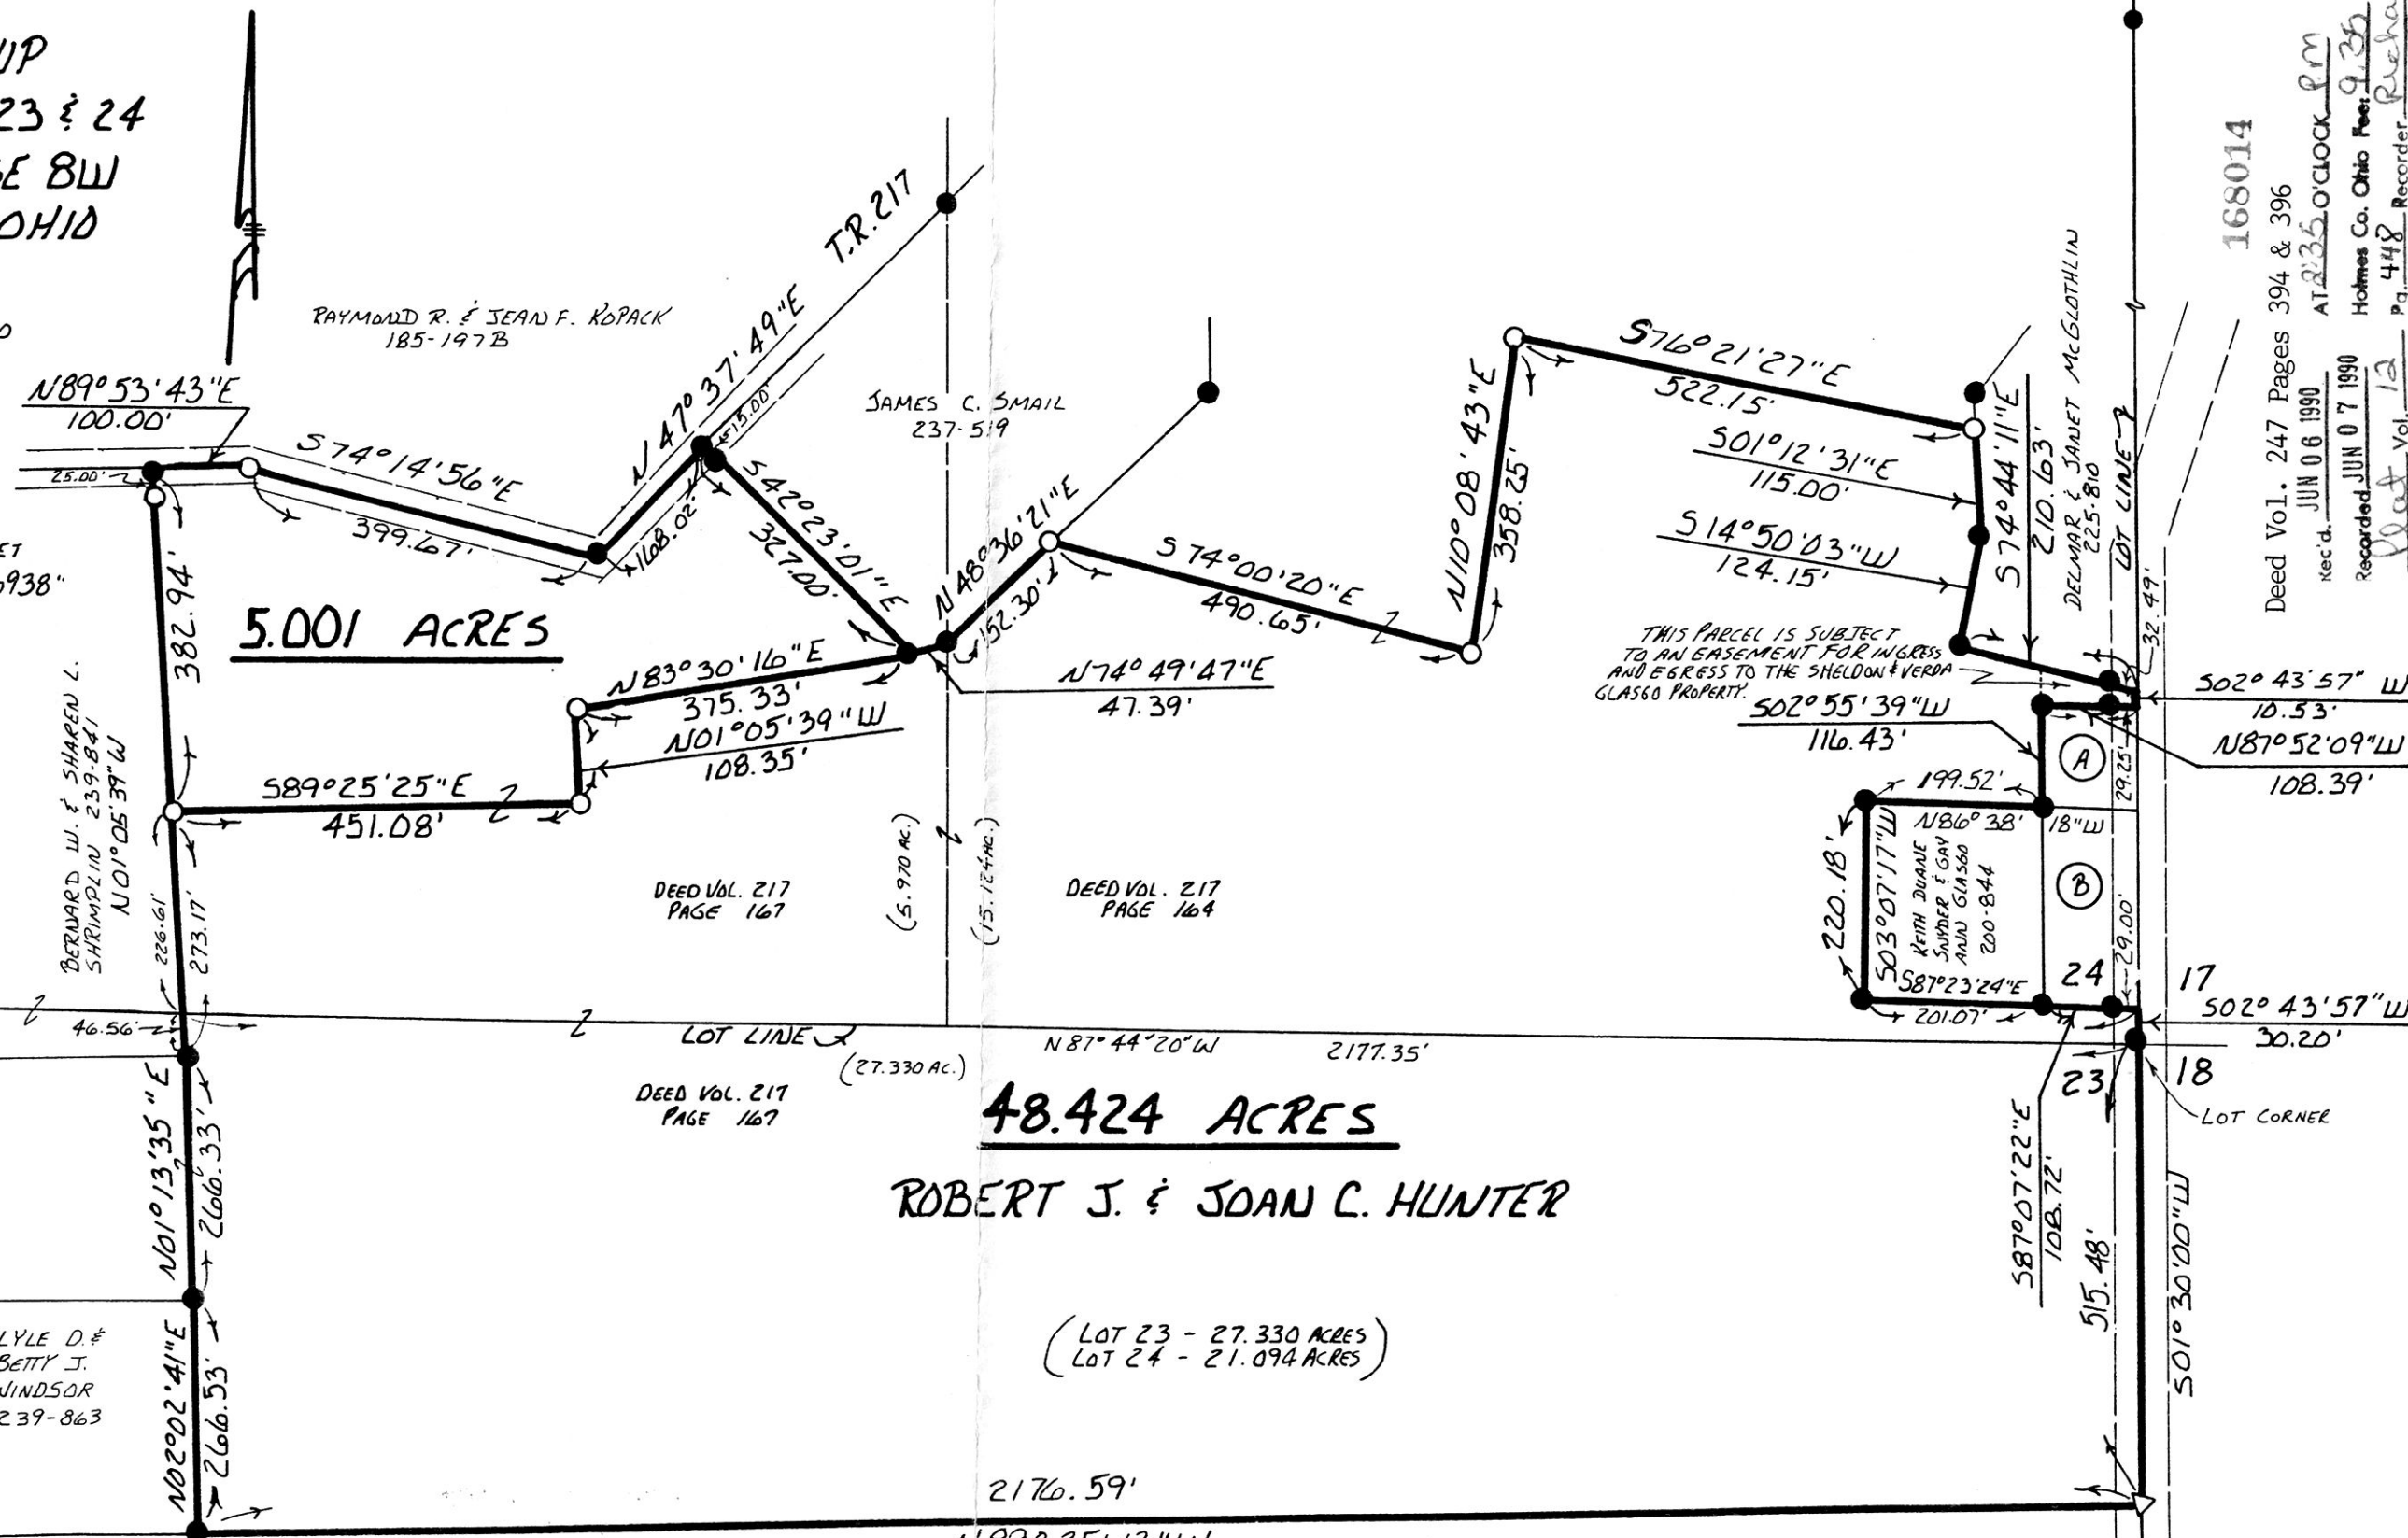 23 & 24
8W
OHIO
RAYMOND R. & JEAN F. KOPACK
185-197B
N89°53'43"E
100.00'
25.00'
S74°14'56"E
399.67'
N47°37'49"E
T.R. 217
15.00'
168.02'
S42°23'01"E
327.00'
JAMES C. SMAIL
237-519
N48°36'21"E
152.30'
S74°00'20"E
490.65'
N10°08'43"E
358.25'
S76°21'27"E
522.15'
S01°12'31"E
115.00'
S14°50'03"W
124.15'
S74°44'11"E
210.63'
DELMAR & JANET McGLOTHLIN
225-810
LOT LINE
32.49'
168014
Deed Vol. 247 Pages 394 & 396
Rec'd. JUN 06 1990 AT 2:35 O'CLOCK PM
Recorded JUN 07 1990 Holmes Co. Ohio Fee: 9.35
Plat Vol. 12 Pg. 448 Recorder
938"
382.94'
5.001 ACRES
N83°30'16"E
375.33'
N01°05'39"W
108.35'
N74°49'47"E
47.39'
S89°25'25"E
451.08'
THIS PARCEL IS SUBJECT
TO AN EASEMENT FOR INGRESS
AND EGRESS TO THE SHELDON & VERDA
GLASGO PROPERTY.
S02°43'57" W
10.53'
S02°55'39"W
116.43'
N87°52'09"W
108.39'
A
29.25'
199.52'
N86°38'18"W
220.18'
S03°07'17"W
KEITH DUANE
SNYDER & GAY
ANN GLASGO
200-844
B
29.00'
S87°23'24"E
201.07'
24
17
S02°43'57"W
30.20'
BERNARD W. & SHAREN L.
SHRIMPLIN 239-841
N01°05'39"W
226.61'
273.17'
46.56'
DEED VOL. 217
PAGE 167
(5.970 AC.)
(15.124 AC.)
DEED VOL. 217
PAGE 164
LOT LINE
(27.330 AC.)
N87°44'20"W 2177.35'
23
18
LOT CORNER
DEED VOL. 217
PAGE 167
48.424 ACRES
ROBERT J. & JOAN C. HUNTER
S87°07'22"E
108.72'
515.48'
S01°30'00"W
N01°13'35"E
266.33'
(LOT 23 - 27.330 ACRES)
(LOT 24 - 21.094 ACRES)
LYLE D. &
BETTY J.
WINDSOR
239-863
N02°02'41"E
266.53'
2176.59'